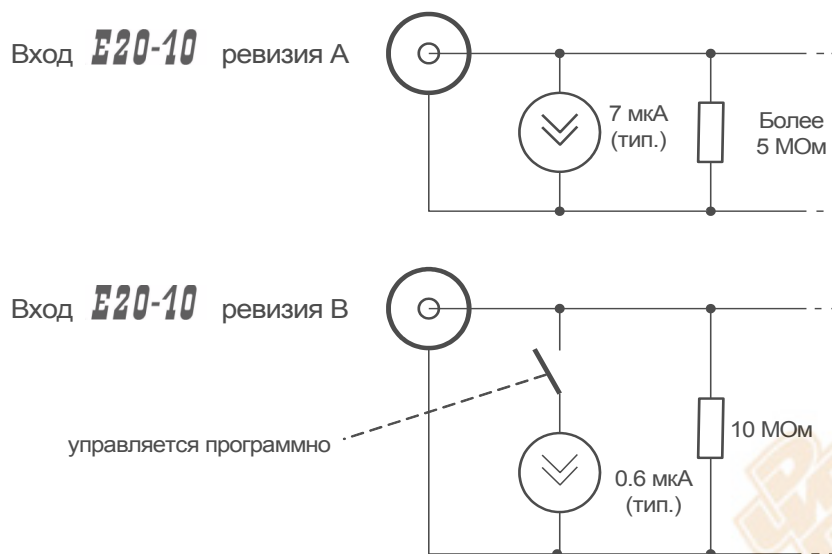 Вход E20-10 ревизия А
7 мкА
(тип.)
Более
5 МОм
Вход E20-10 ревизия В
управляется программно
10 МОм
0.6 мкА
(тип.)